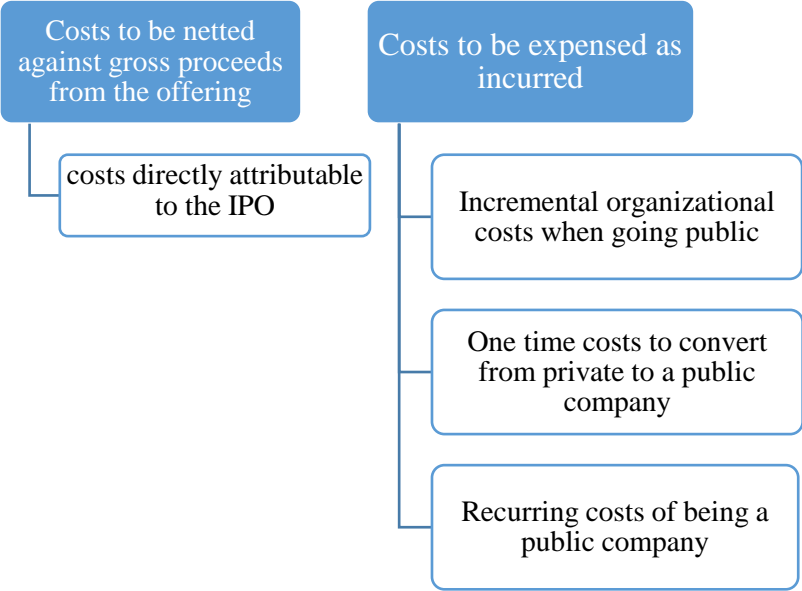 Costs to be netted
against gross proceeds
from the offering
costs directly attributable
to the IPO
Costs to be expensed as
incurred
Incremental organizational
costs when going public
One time costs to convert
from private to a public
company
Recurring costs of being a
public company